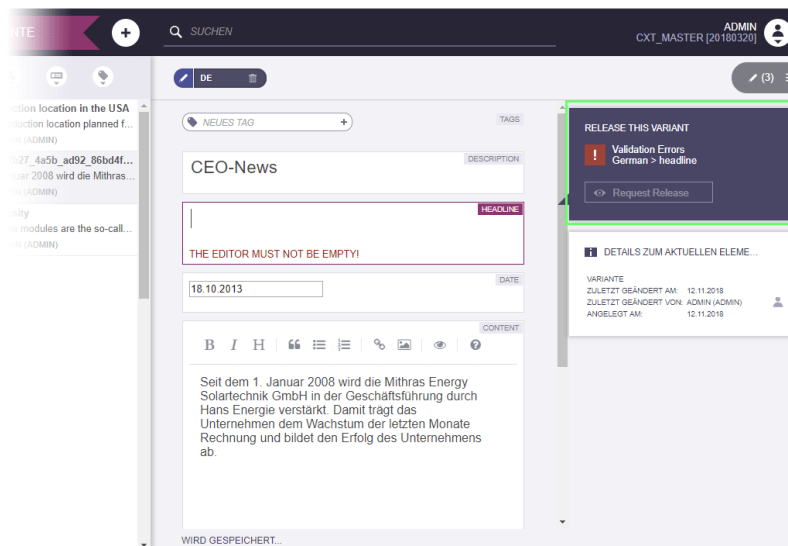 NTE
SUCHEN
ADMIN
CXT_MASTER [20180320]
DE
(3)
ction location in the USA
duction location planned f...
(ADMIN)
b27_4a5b_ad92_86bd4f...
uar 2008 wird die Mithras...
(ADMIN)
sity
e modules are the so-call...
(ADMIN)
NEUES TAG
+
TAGS
CEO-News
DESCRIPTION
HEADLINE
THE EDITOR MUST NOT BE EMPTY!
18.10.2013
DATE
CONTENT
B I H
Seit dem 1. Januar 2008 wird die Mithras Energy
Solartechnik GmbH in der Geschäftsführung durch
Hans Energie verstärkt. Damit trägt das
Unternehmen dem Wachstum der letzten Monate
Rechnung und bildet den Erfolg des Unternehmens
ab.
WIRD GESPEICHERT...
RELEASE THIS VARIANT
Validation Errors
German > headline
Request Release
DETAILS ZUM AKTUELLEN ELEME...
VARIANTE
ZULETZT GEÄNDERT AM: 12.11.2018
ZULETZT GEÄNDERT VON: ADMIN (ADMIN)
ANGELEGT AM: 12.11.2018